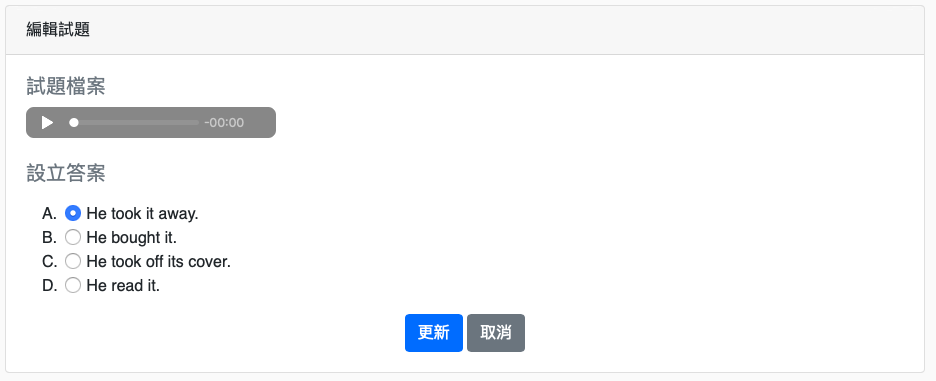 編輯試題
試題檔案
-00:00
設立答案
A. He took it away.
B. He bought it.
C. He took off its cover.
D. He read it.
更新 取消